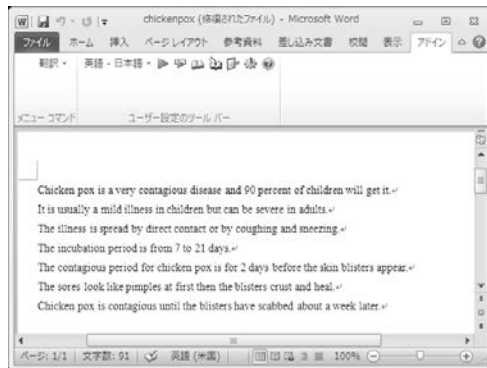 chickenpox (修復されたファイル) - Microsoft Word
ファイル ホーム 挿入 ページ レイアウト 参考資料 差し込み文書 校閲 表示 アドイン
翻訳 英語 - 日本語
メニュー コマンド ユーザー設定のツール バー
Chicken pox is a very contagious disease and 90 percent of children will get it.
It is usually a mild illness in children but can be severe in adults.
The illness is spread by direct contact or by coughing and sneezing.
The incubation period is from 7 to 21 days.
The contagious period for chicken pox is for 2 days before the skin blisters appear.
The sores look like pimples at first then the blisters crust and heal.
Chicken pox is contagious until the blisters have scabbed about a week later.
ページ: 1/1 文字数: 91 英語 (米国) 100%